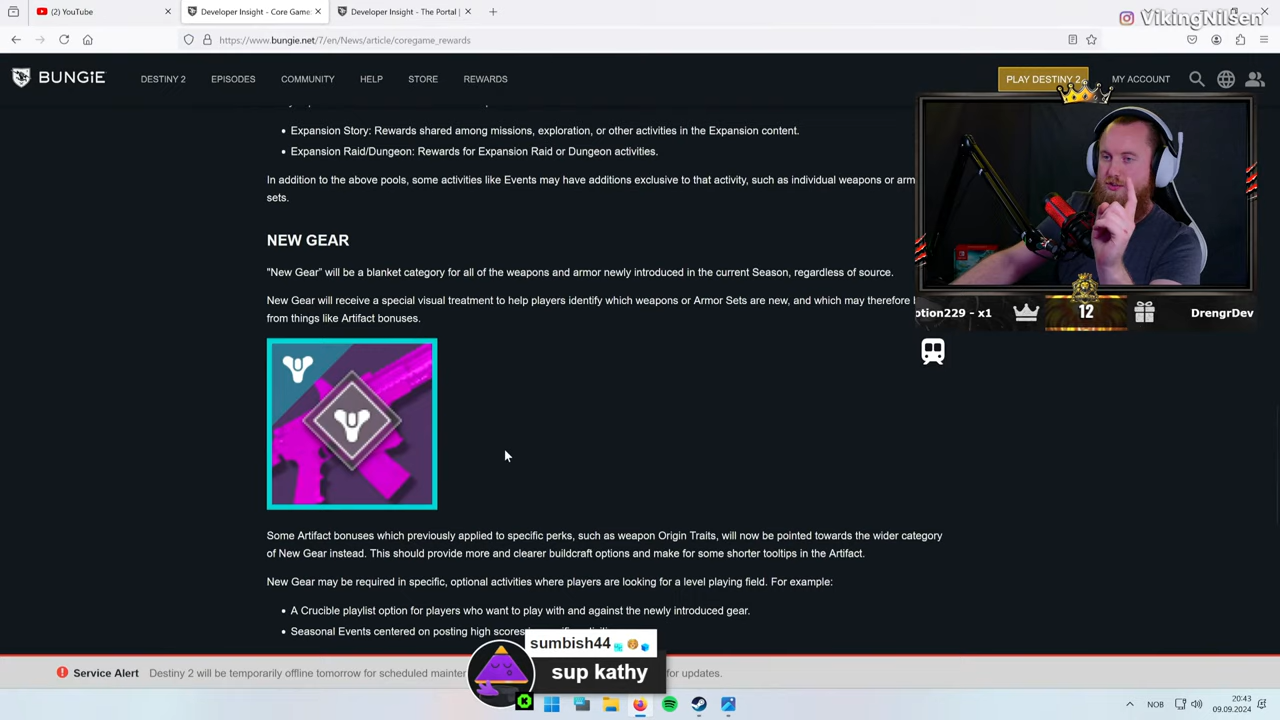 (2) YouTube
Developer Insight - Core Game
Developer Insight - The Portal |
VikingNilsen
https://www.bungie.net/7/en/News/article/coregame_rewards
BUNGiE
DESTINY 2
EPISODES
COMMUNITY
HELP
STORE
REWARDS
PLAY DESTINY 2
MY ACCOUNT
• Expansion Story: Rewards shared among missions, exploration, or other activities in the Expansion content.
• Expansion Raid/Dungeon: Rewards for Expansion Raid or Dungeon activities.
In addition to the above pools, some activities like Events may have additions exclusive to that activity, such as individual weapons or arm
sets.
NEW GEAR
"New Gear" will be a blanket category for all of the weapons and armor newly introduced in the current Season, regardless of source.
New Gear will receive a special visual treatment to help players identify which weapons or Armor Sets are new, and which may therefore
from things like Artifact bonuses.
otion229 - x1
12
DrengrDev
Some Artifact bonuses which previously applied to specific perks, such as weapon Origin Traits, will now be pointed towards the wider category
of New Gear instead. This should provide more and clearer buildcraft options and make for some shorter tooltips in the Artifact.
New Gear may be required in specific, optional activities where players are looking for a level playing field. For example:
• A Crucible playlist option for players who want to play with and against the newly introduced gear.
• Seasonal Events centered on posting high scores
sumbish44
sup kathy
Service Alert
Destiny 2 will be temporarily offline tomorrow for scheduled mainte
for updates.
NOB
20:43
09.09.2024